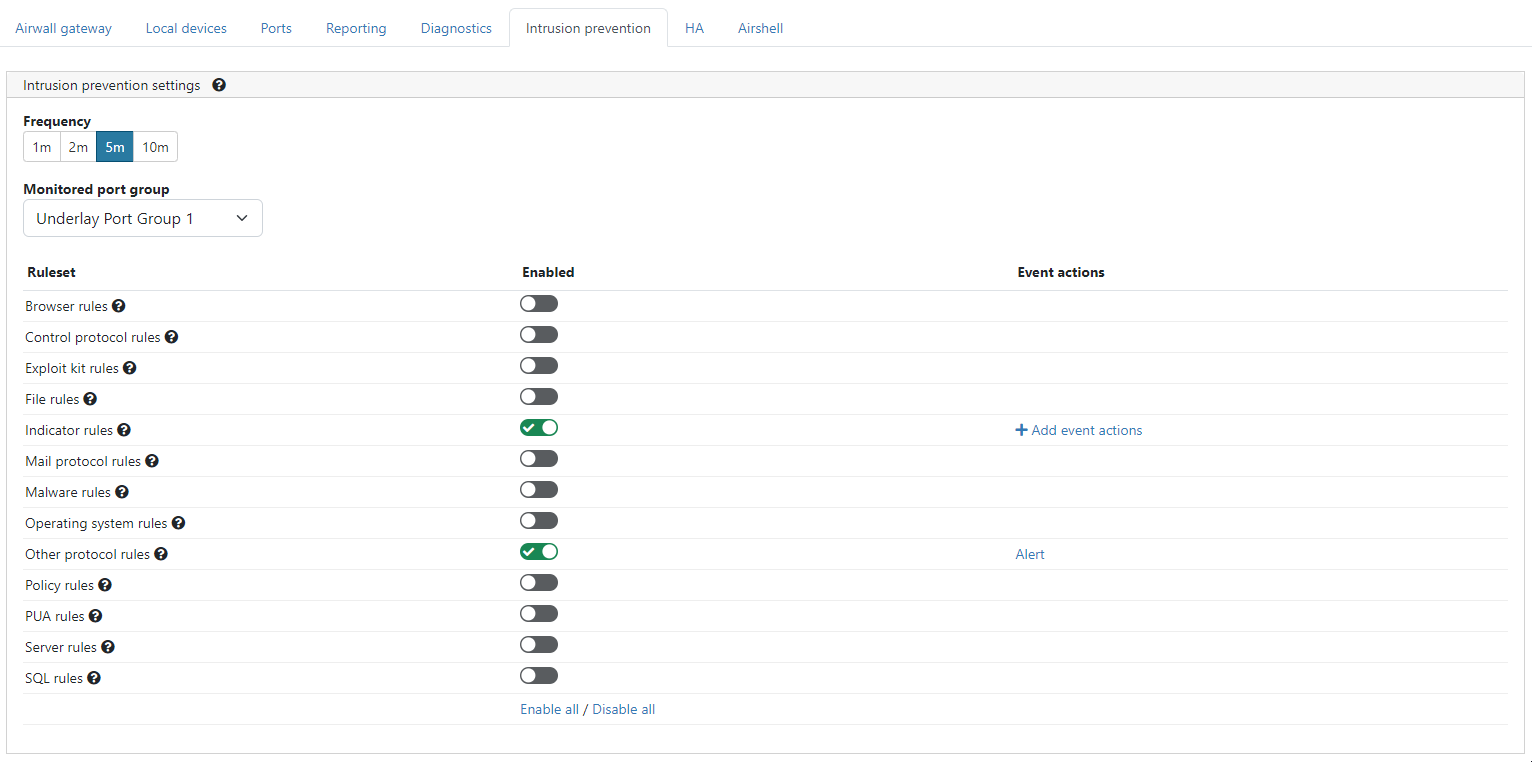 Airwall gateway Local devices Ports Reporting Diagnostics Intrusion prevention HA Airshell
Intrusion prevention settings ?
Frequency
1m 2m 5m 10m
Monitored port group
Underlay Port Group 1
Ruleset Enabled Event actions
Browser rules ?
Control protocol rules ?
Exploit kit rules ?
File rules ?
Indicator rules ? + Add event actions
Mail protocol rules ?
Malware rules ?
Operating system rules ?
Other protocol rules ? Alert
Policy rules ?
PUA rules ?
Server rules ?
SQL rules ?
Enable all / Disable all